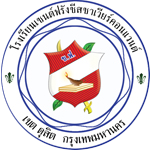 โรงเรียนเซนต์ฟรังซีสซาเวียร์คอนแวนต์
ซ.ฟ.
เขต ดุสิต กรุงเทพมหานคร